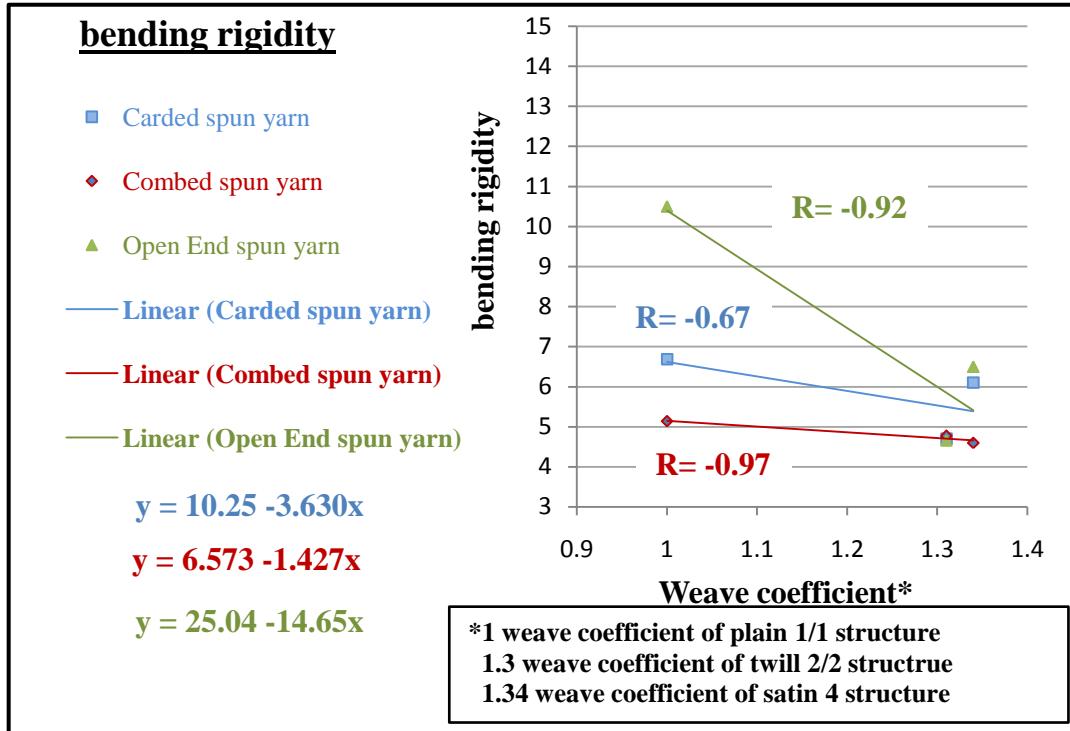 bending rigidity
Carded spun yarn
Combed spun yarn
Open End spun yarn
Linear (Carded spun yarn)
Linear (Combed spun yarn)
Linear (Open End spun yarn)
y = 10.25 -3.630x
y = 6.573 -1.427x
y = 25.04 -14.65x
bending rigidity
15
14
13
12
11
10
9
8
7
6
5
4
3
R= -0.92
R= -0.67
R= -0.97
0.9 1 1.1 1.2 1.3 1.4
Weave coefficient*
*1 weave coefficient of plain 1/1 structure
1.3 weave coefficient of twill 2/2 structrue
1.34 weave coefficient of satin 4 structure